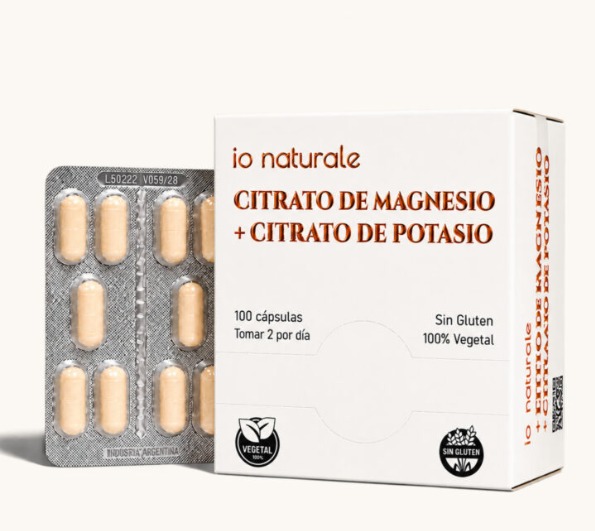 L50222 V059/28
INDUSTRIA ARGENTINA
io naturale
CITRATO DE MAGNESIO
+ CITRATO DE POTASIO
100 cápsulas
Tomar 2 por día
Sin Gluten
100% Vegetal
VEGETAL
100%
SIN GLUTEN
io naturale